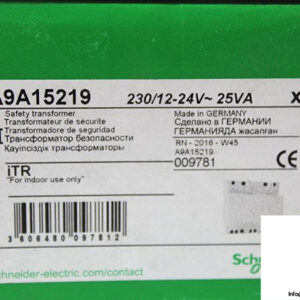 A9A15219 230/12-24V~ 25VA X
Safety transformer
Transformateur de sécurité
Transformador de seguridad
Трансформатор безопасности
Қауіпсіздік трансформаторы
Made in GERMANY
Сделано в ГЕРМАНИИ
ГЕРМАНИЯДА жасалған
RN - 2016 - W45
A9A15219
009781
iTR
"For indoor use only"
3 606480 097812
Schn
schneider-electric.com/contact